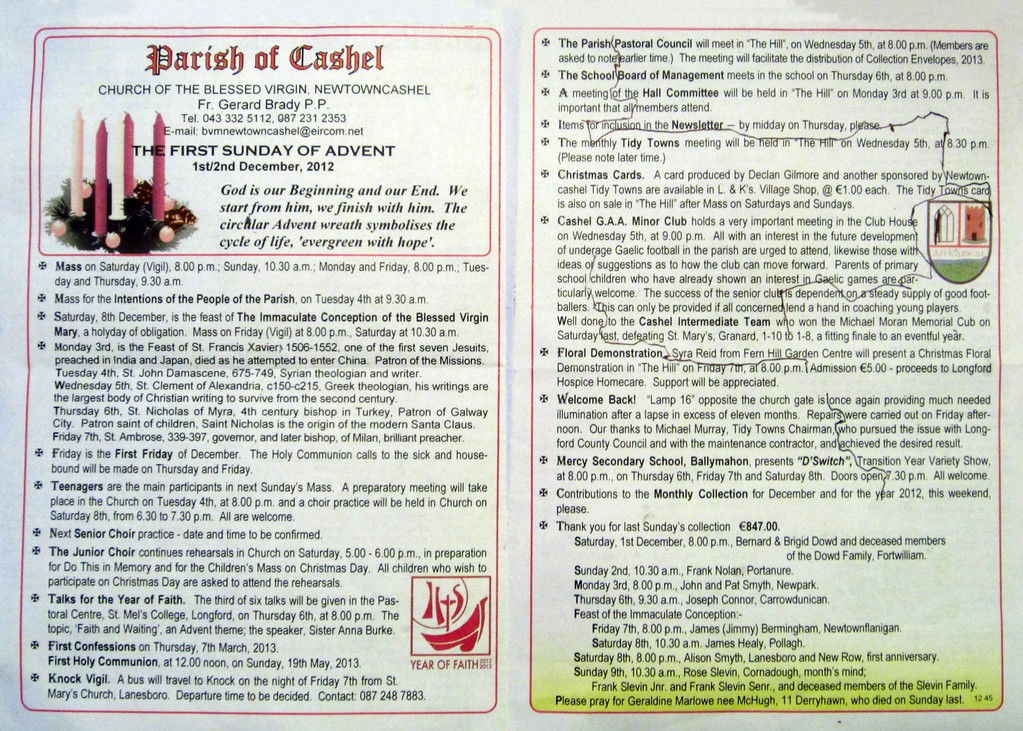 Parish of Cashel
CHURCH OF THE BLESSED VIRGIN, NEWTOWNCASHEL
Fr. Gerard Brady P.P.
Tel. 043 332 5112, 087 231 2353
E-mail: bvmnewtowncashel@eircom.net
THE FIRST SUNDAY OF ADVENT
1st/2nd December, 2012
God is our Beginning and our End. We
start from him, we finish with him. The
circular Advent wreath symbolises the
cycle of life, 'evergreen with hope'.
✠ Mass on Saturday (Vigil), 8.00 p.m.; Sunday, 10.30 a.m.; Monday and Friday, 8.00 p.m.; Tues-
day and Thursday, 9.30 a.m.
✠ Mass for the Intentions of the People of the Parish, on Tuesday 4th at 9.30 a.m.
✠ Saturday, 8th December, is the feast of The Immaculate Conception of the Blessed Virgin
Mary, a holyday of obligation. Mass on Friday (Vigil) at 8.00 p.m., Saturday at 10.30 a.m.
✠ Monday 3rd, is the Feast of St. Francis Xavier) 1506-1552, one of the first seven Jesuits,
preached in India and Japan, died as he attempted to enter China. Patron of the Missions.
Tuesday 4th, St. John Damascene, 675-749, Syrian theologian and writer.
Wednesday 5th, St. Clement of Alexandria, c150-c215, Greek theologian, his writings are
the largest body of Christian writing to survive from the second century.
Thursday 6th, St. Nicholas of Myra, 4th century bishop in Turkey, Patron of Galway
City. Patron saint of children, Saint Nicholas is the origin of the modern Santa Claus.
Friday 7th, St. Ambrose, 339-397, governor, and later bishop, of Milan, brilliant preacher.
✠ Friday is the First Friday of December. The Holy Communion calls to the sick and house-
bound will be made on Thursday and Friday.
✠ Teenagers are the main participants in next Sunday's Mass. A preparatory meeting will take
place in the Church on Tuesday 4th, at 8.00 p.m. and a choir practice will be held in Church on
Saturday 8th, from 6.30 to 7.30 p.m. All are welcome.
✠ Next Senior Choir practice - date and time to be confirmed.
✠ The Junior Choir continues rehearsals in Church on Saturday, 5.00 - 6.00 p.m., in preparation
for Do This in Memory and for the Children's Mass on Christmas Day. All children who wish to
participate on Christmas Day are asked to attend the rehearsals.
✠ Talks for the Year of Faith. The third of six talks will be given in the Pas-
toral Centre, St. Mel's College, Longford, on Thursday 6th, at 8.00 p.m. The
topic, 'Faith and Waiting', an Advent theme; the speaker, Sister Anna Burke.
✠ First Confessions on Thursday, 7th March, 2013.
First Holy Communion, at 12.00 noon, on Sunday, 19th May, 2013.
✠ Knock Vigil. A bus will travel to Knock on the night of Friday 7th from St.
Mary's Church, Lanesboro. Departure time to be decided. Contact: 087 248 7883.
YEAR OF FAITH 2012 2013
✠ The Parish Pastoral Council will meet in "The Hill", on Wednesday 5th, at 8.00 p.m. (Members are
asked to note earlier time.) The meeting will facilitate the distribution of Collection Envelopes, 2013.
✠ The School Board of Management meets in the school on Thursday 6th, at 8.00 p.m.
✠ A meeting of the Hall Committee will be held in "The Hill" on Monday 3rd at 9.00 p.m. It is
important that all members attend.
✠ Items for inclusion in the Newsletter – by midday on Thursday, please.
✠ The monthly Tidy Towns meeting will be held in "The Hill" on Wednesday 5th, at 8.30 p.m.
(Please note later time.)
✠ Christmas Cards. A card produced by Declan Gilmore and another sponsored by Newtown-
cashel Tidy Towns are available in L. & K's. Village Shop, @ €1.00 each. The Tidy Towns card
is also on sale in "The Hill" after Mass on Saturdays and Sundays.
✠ Cashel G.A.A. Minor Club holds a very important meeting in the Club House
on Wednesday 5th, at 9.00 p.m. All with an interest in the future development
of underage Gaelic football in the parish are urged to attend, likewise those with
ideas of suggestions as to how the club can move forward. Parents of primary
school children who have already shown an interest in Gaelic games are par-
ticularly welcome. The success of the senior club is dependent on a steady supply of good foot-
ballers. This can only be provided if all concerned lend a hand in coaching young players.
Well done to the Cashel Intermediate Team who won the Michael Moran Memorial Cub on
Saturday last, defeating St. Mary's, Granard, 1-10 to 1-8, a fitting finale to an eventful year.
✠ Floral Demonstration. Syra Reid from Fern Hill Garden Centre will present a Christmas Floral
Demonstration in "The Hill" on Friday 7th, at 8.00 p.m. Admission €5.00 - proceeds to Longford
Hospice Homecare. Support will be appreciated.
✠ Welcome Back! "Lamp 16" opposite the church gate is once again providing much needed
illumination after a lapse in excess of eleven months. Repairs were carried out on Friday after-
noon. Our thanks to Michael Murray, Tidy Towns Chairman, who pursued the issue with Long-
ford County Council and with the maintenance contractor, and achieved the desired result.
✠ Mercy Secondary School, Ballymahon, presents "D'Switch", Transition Year Variety Show,
at 8.00 p.m., on Thursday 6th, Friday 7th and Saturday 8th. Doors open 7.30 p.m. All welcome.
✠ Contributions to the Monthly Collection for December and for the year 2012, this weekend,
please.
✠ Thank you for last Sunday's collection €847.00.
Saturday, 1st December, 8.00 p.m., Bernard & Brigid Dowd and deceased members
of the Dowd Family, Fortwilliam.
Sunday 2nd, 10.30 a.m., Frank Nolan, Portanure.
Monday 3rd, 8.00 p.m., John and Pat Smyth, Newpark.
Thursday 6th, 9.30 a.m., Joseph Connor, Carrowdunican.
Feast of the Immaculate Conception:-
Friday 7th, 8.00 p.m., James (Jimmy) Bermingham, Newtownflanigan.
Saturday 8th, 10.30 a.m. James Healy, Pollagh.
Saturday 8th, 8.00 p.m., Alison Smyth, Lanesboro and New Row, first anniversary.
Sunday 9th, 10.30 a.m., Rose Slevin, Cornadough, month's mind;
Frank Slevin Jnr. and Frank Slevin Senr., and deceased members of the Slevin Family.
Please pray for Geraldine Marlowe nee McHugh, 11 Derryhawn, who died on Sunday last. 12 45